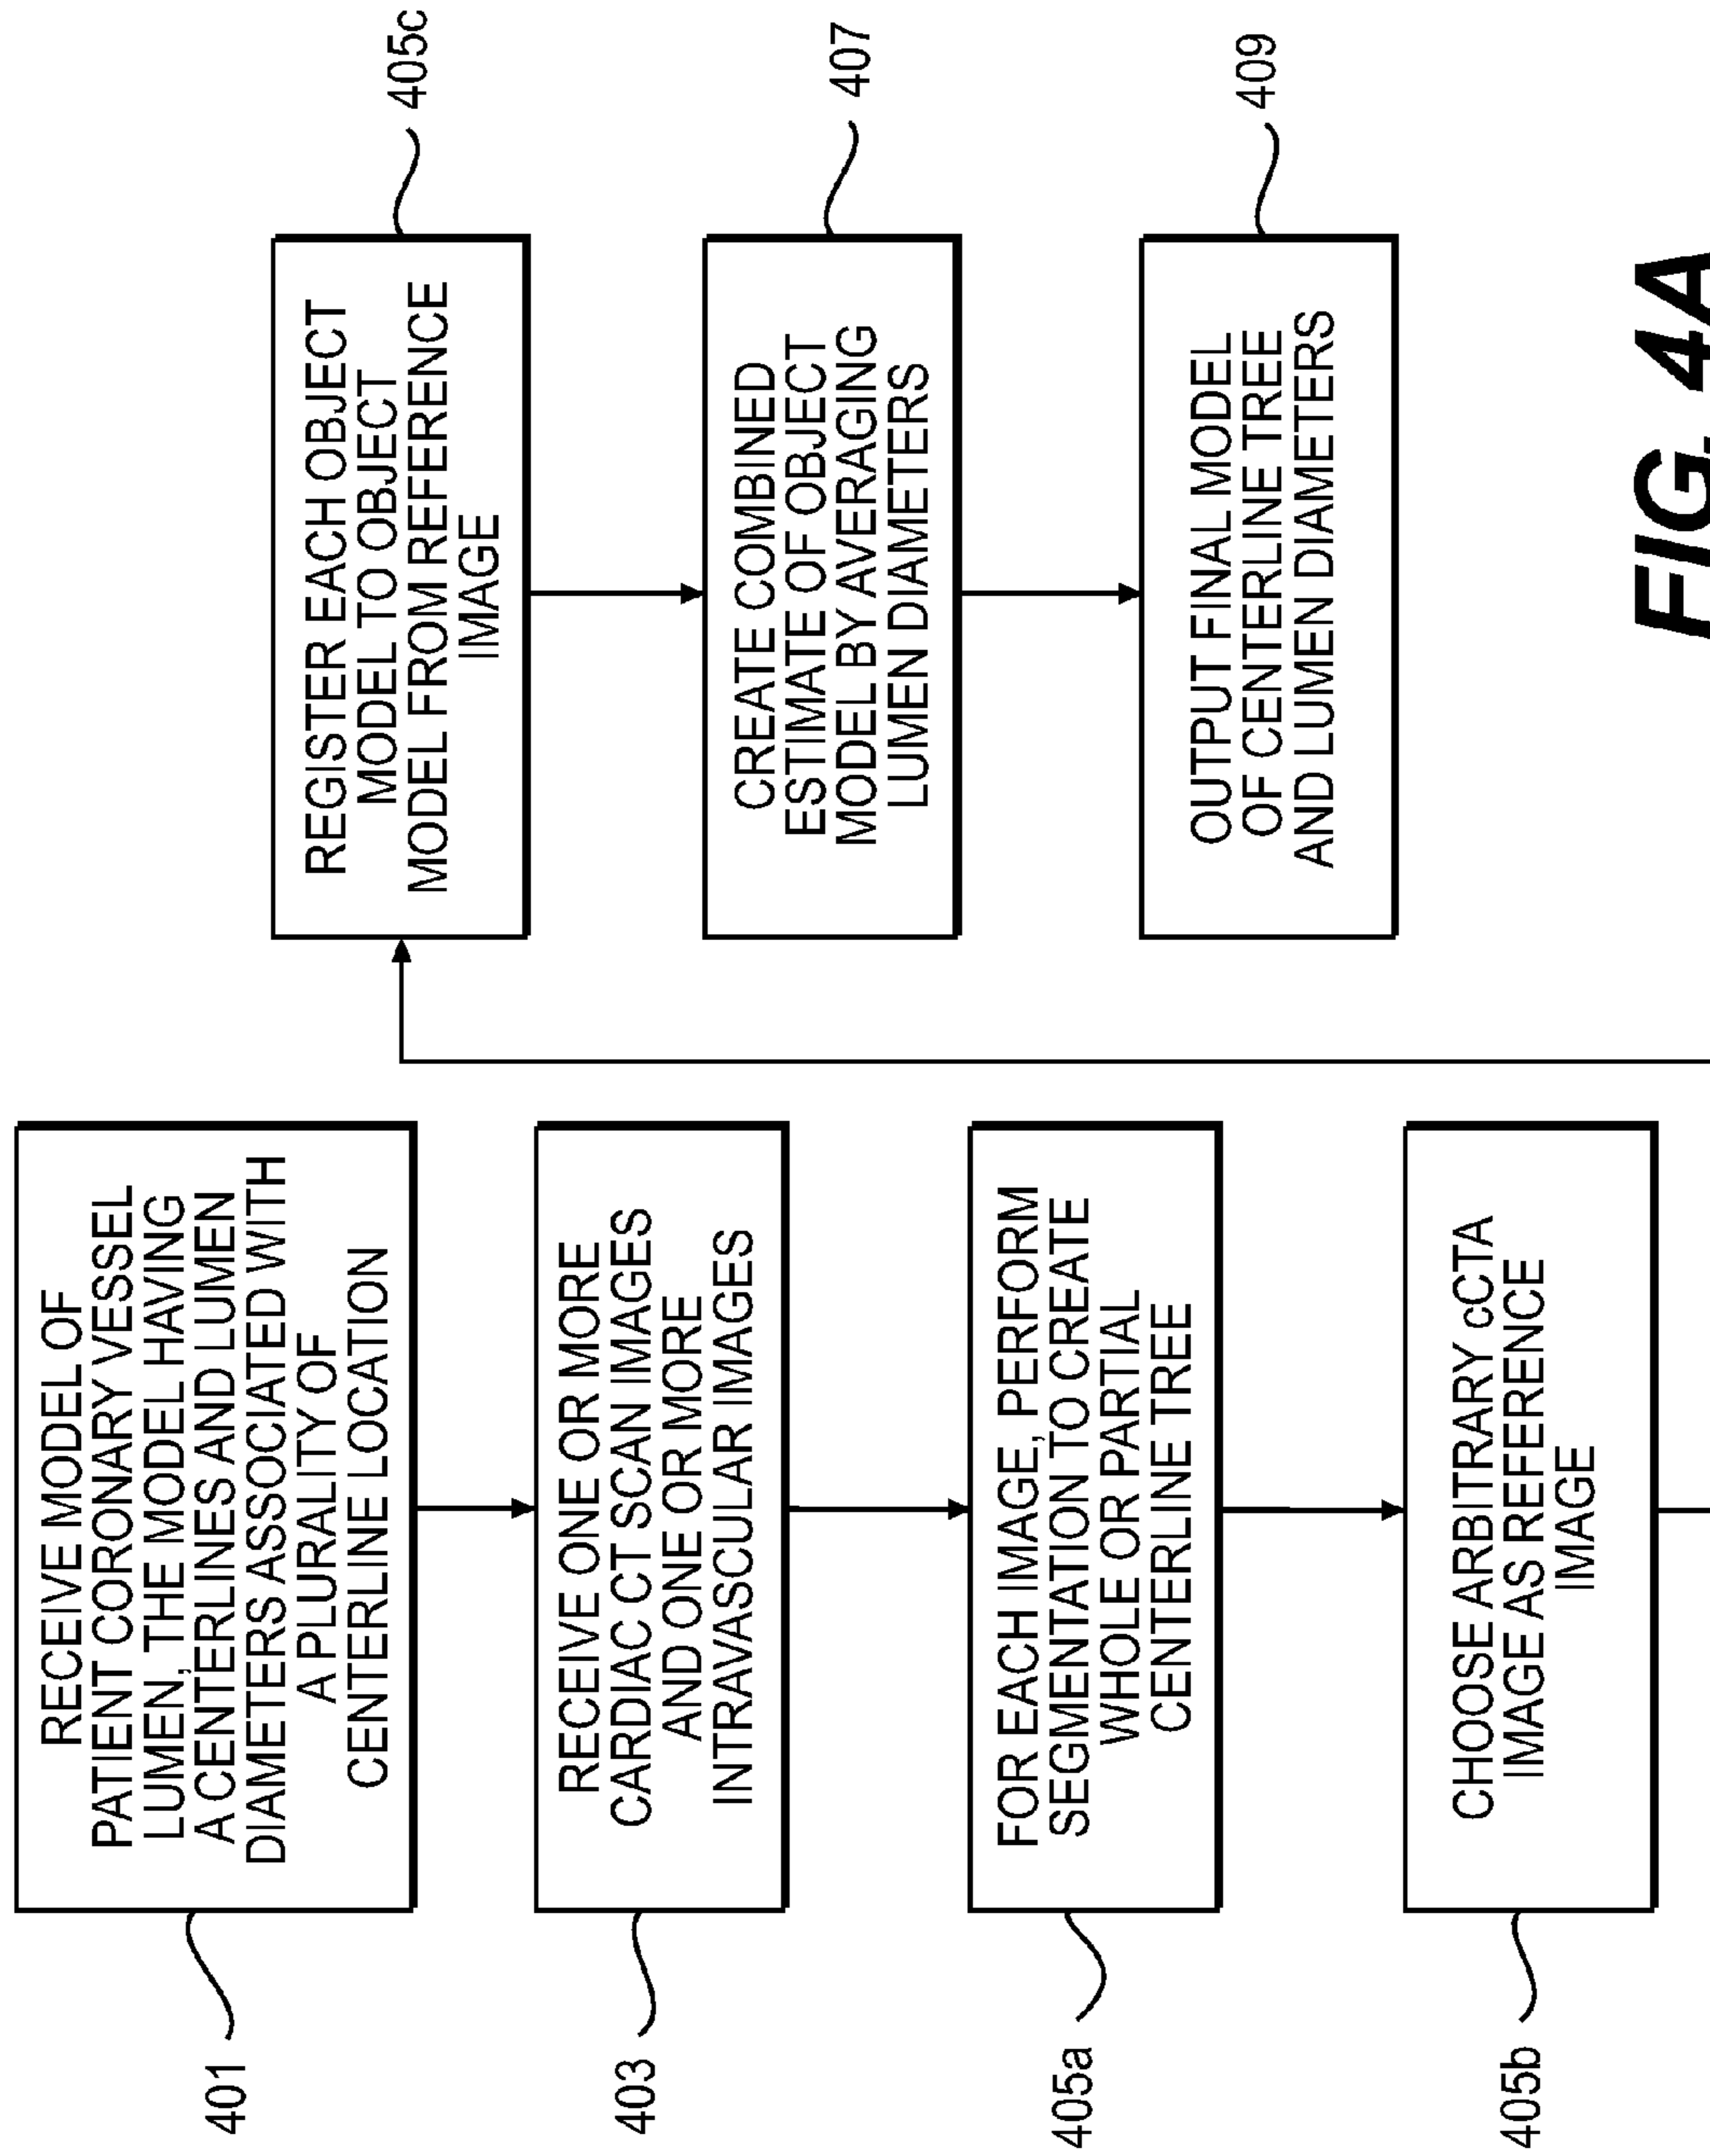 401
RECEIVE MODEL OF
PATIENT CORONARY VESSEL
LUMEN, THE MODEL HAVING
A CENTERLINES AND LUMEN
DIAMETERS ASSOCIATED WITH
A PLURALITY OF
CENTERLINE LOCATION
403
RECEIVE ONE OR MORE
CARDIAC CT SCAN IMAGES
AND ONE OR MORE
INTRAVASCULAR IMAGES
405a
FOR EACH IMAGE, PERFORM
SEGMENTATION TO CREATE
WHOLE OR PARTIAL
CENTERLINE TREE
405b
CHOOSE ARBITRARY cCTA
IMAGE AS REFERENCE
IMAGE
REGISTER EACH OBJECT
MODEL TO OBJECT
MODEL FROM REFERENCE
IMAGE
405c
CREATE COMBINED
ESTIMATE OF OBJECT
MODEL BY AVERAGING
LUMEN DIAMETERS
407
OUTPUT FINAL MODEL
OF CENTERLINE TREE
AND LUMEN DIAMETERS
409
FIG. 4A